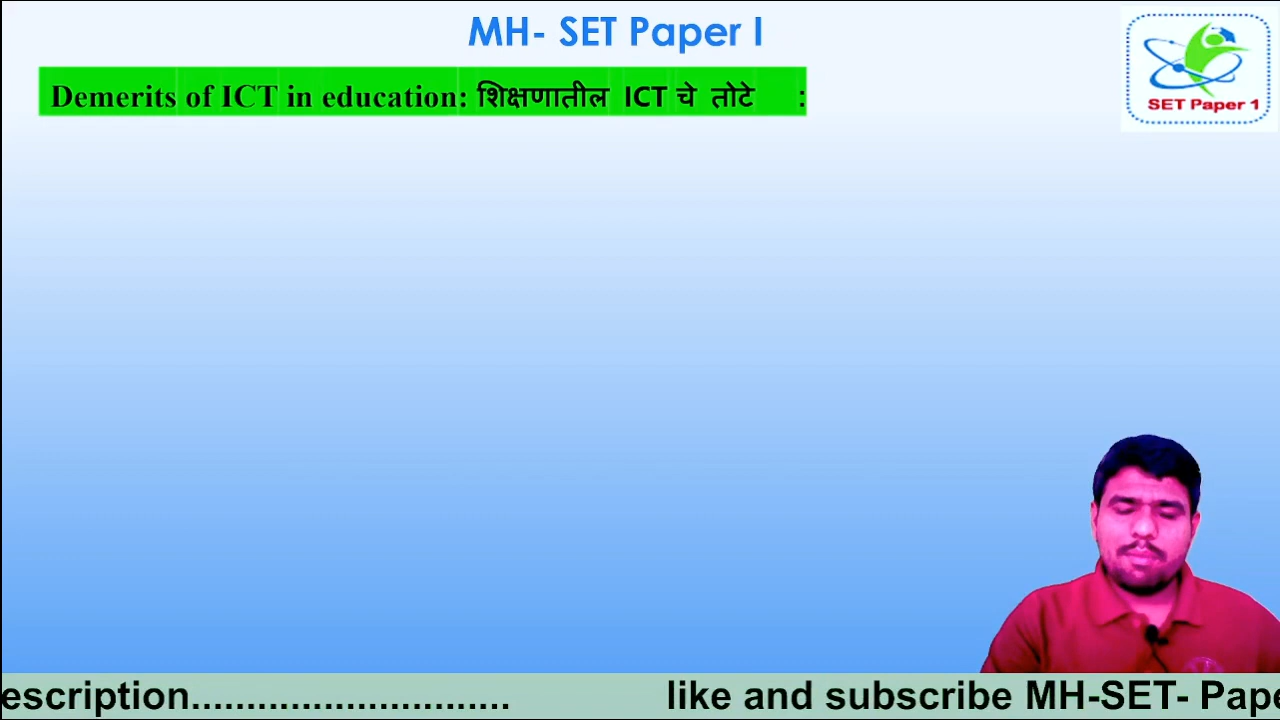 MH- SET Paper I
SET Paper 1
Demerits of ICT in education: शिक्षणातील ICT चे तोटे :
escription............................. like and subscribe MH-SET- Pape